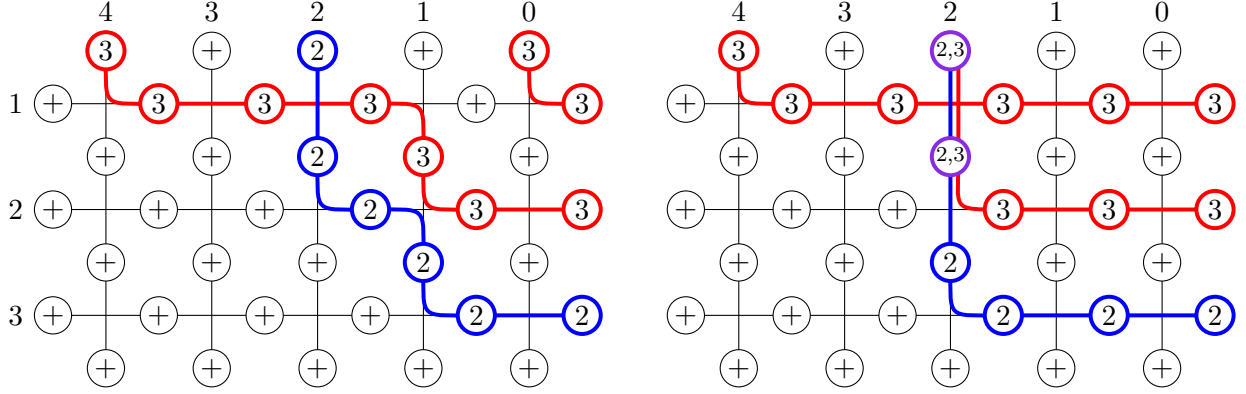 4 3 2 1 0 4 3 2 1 0
3 + 2 + 3 3 + 2,3 + +
1 + 3 3 3 + 3 + 3 3 3 3 3
+ + 2 3 + + + 2,3 + +
2 + + + 2 3 3 + + + 3 3 3
+ + + 2 + + + 2 + +
3 + + + + 2 2 + + + 2 2 2
+ + + + + + + + + +